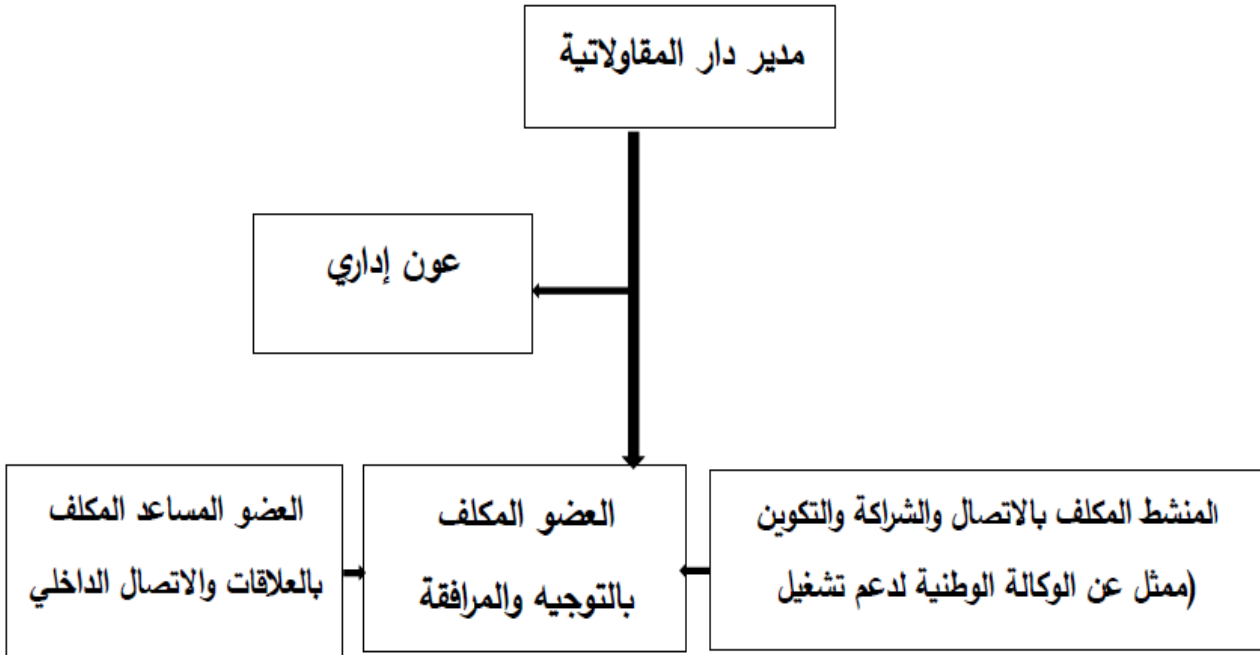 مدير دار المقاولاتية
عون إداري
المنشط المكلف بالاتصال والشراكة والتكوين
(ممثل عن الوكالة الوطنية لدعم تشغيل
العضو المكلف
بالتوجيه والمرافقة
العضو المساعد المكلف
بالعلاقات والاتصال الداخلي